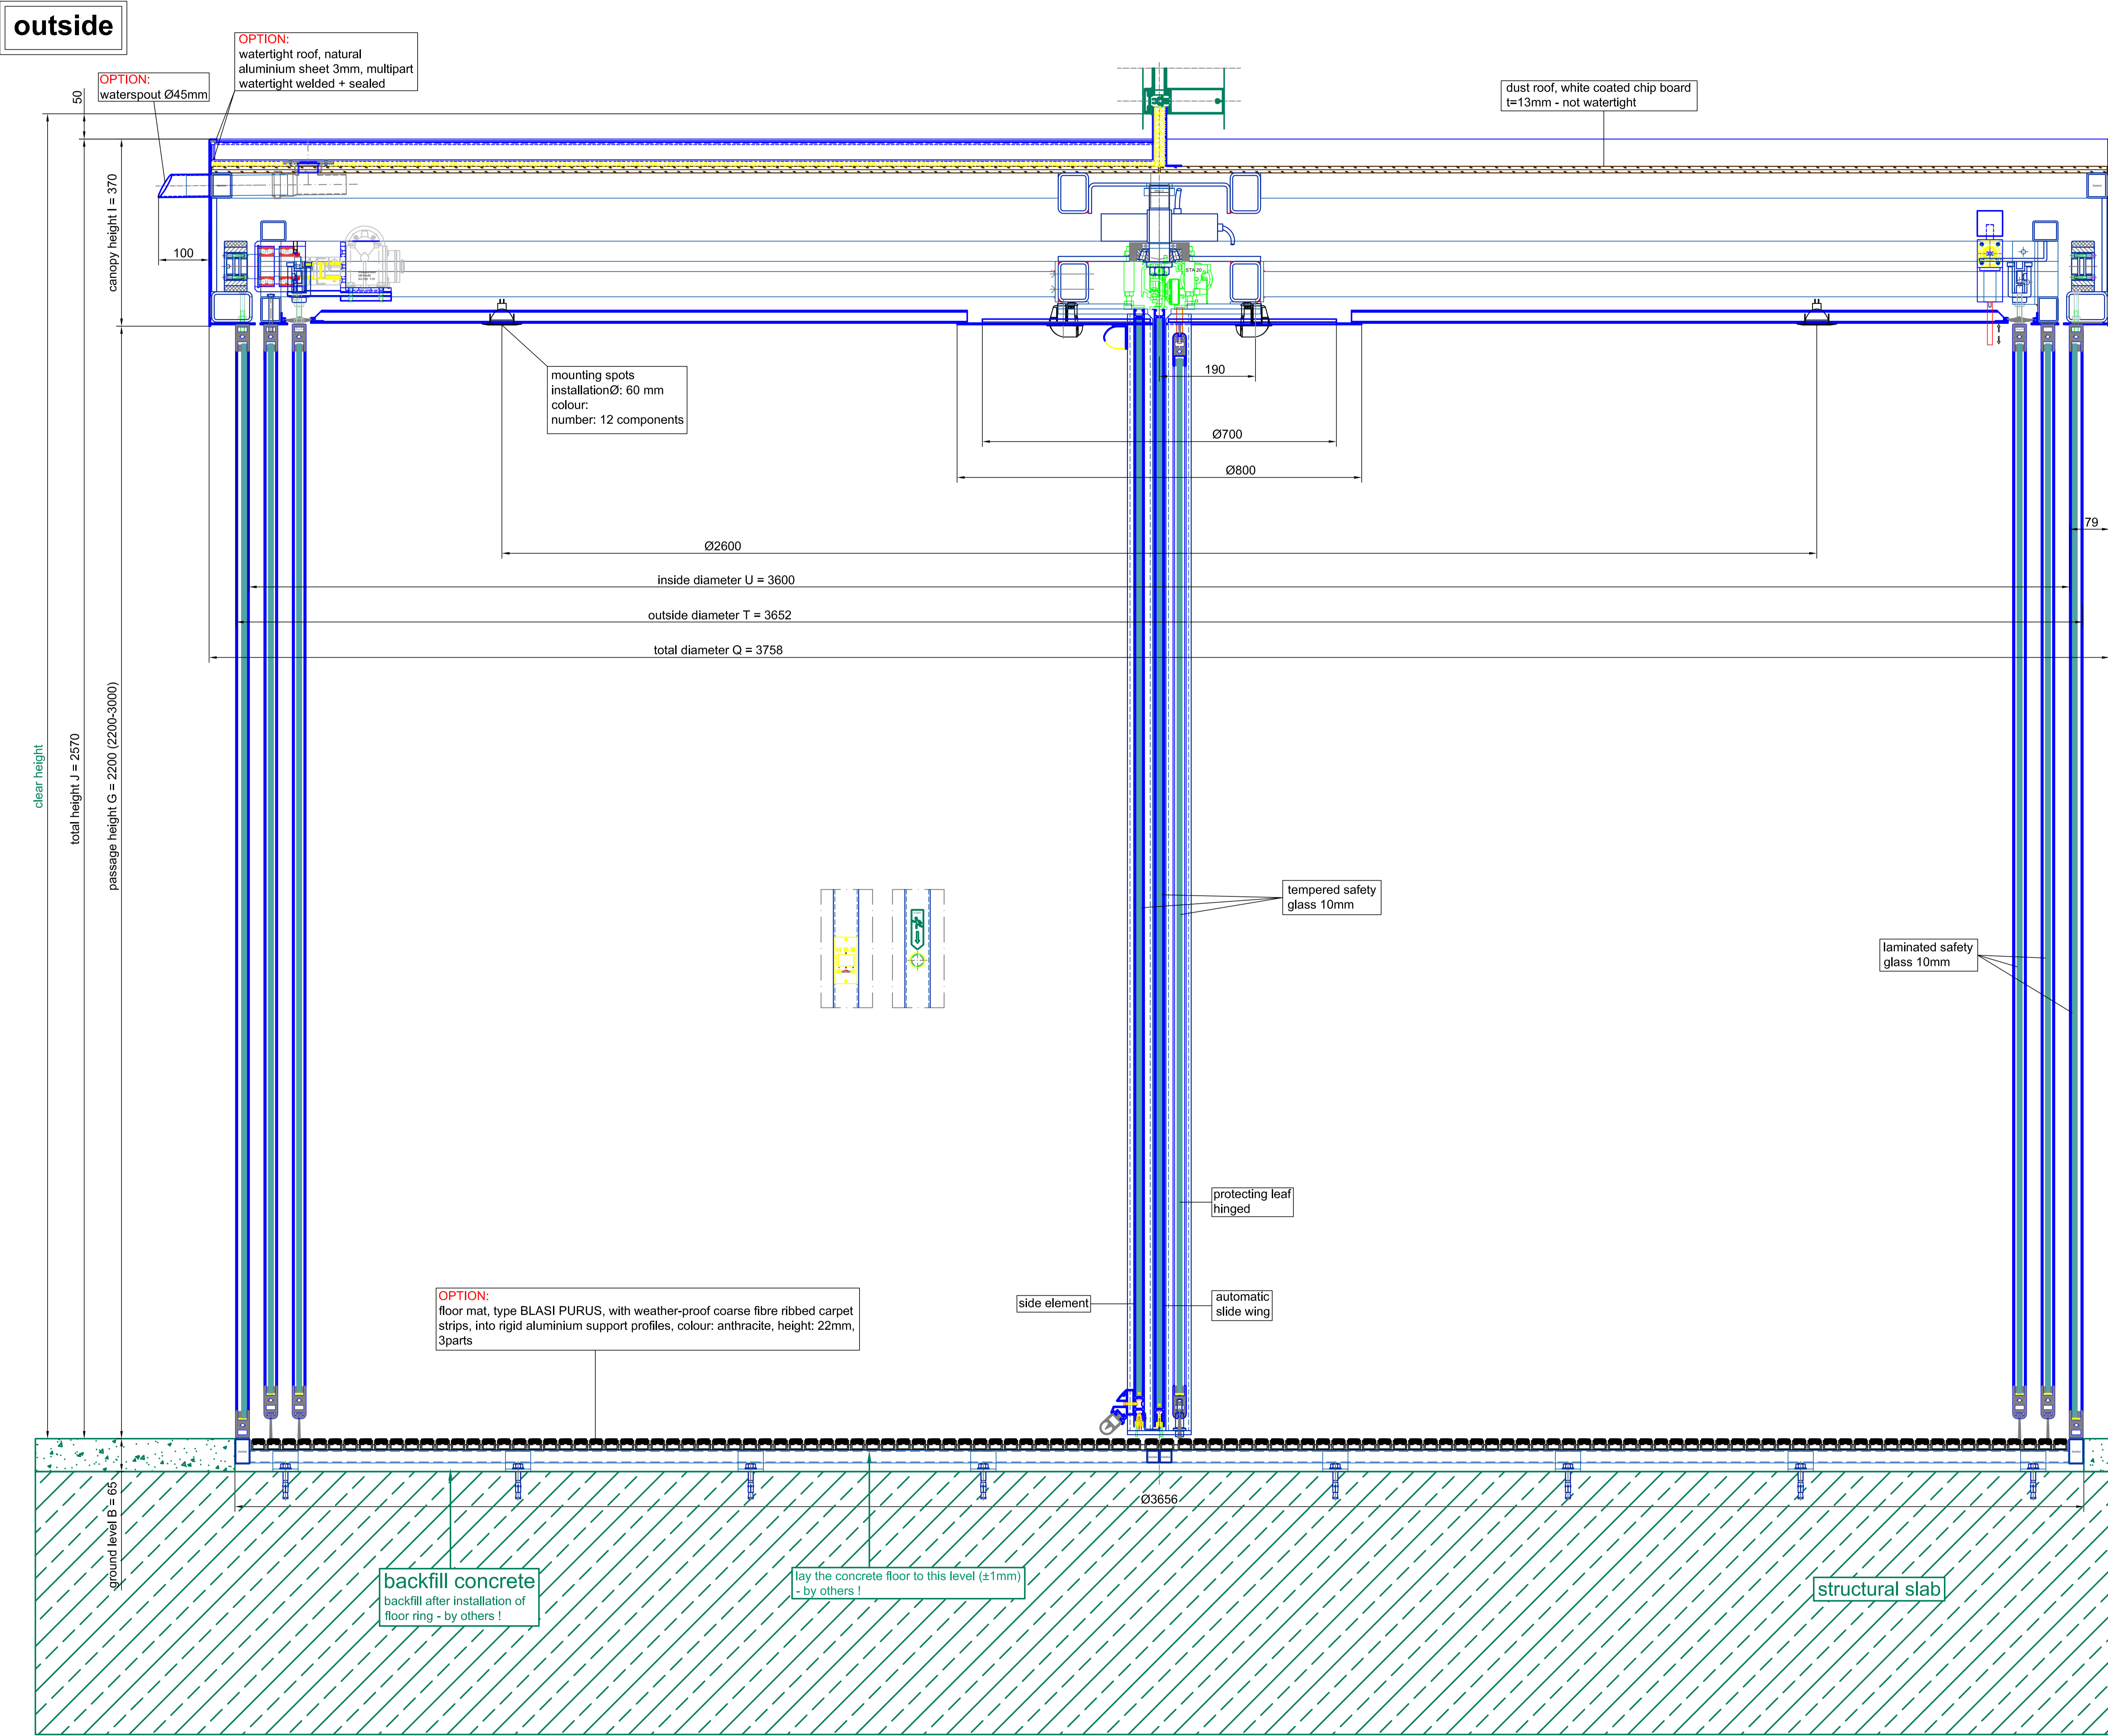 outside
OPTION:
watertight roof, natural
aluminium sheet 3mm, multipart
watertight welded + sealed
OPTION:
waterspout Ø45mm
dust roof, white coated chip board
t=13mm - not watertight
50
canopy height I = 370
100
STA 20
mounting spots
installationØ: 60 mm
colour:
number: 12 components
190
Ø700
Ø800
79
Ø2600
inside diameter U = 3600
outside diameter T = 3652
total diameter Q = 3758
clear height
total height J = 2570
passage height G = 2200 (2200-3000)
tempered safety
glass 10mm
laminated safety
glass 10mm
protecting leaf
hinged
side element
automatic
slide wing
OPTION:
floor mat, type BLASI PURUS, with weather-proof coarse fibre ribbed carpet
strips, into rigid aluminium support profiles, colour: anthracite, height: 22mm,
3parts
ground level B = 65
Ø3656
backfill concrete
backfill after installation of
floor ring - by others !
lay the concrete floor to this level (±1mm)
- by others !
structural slab